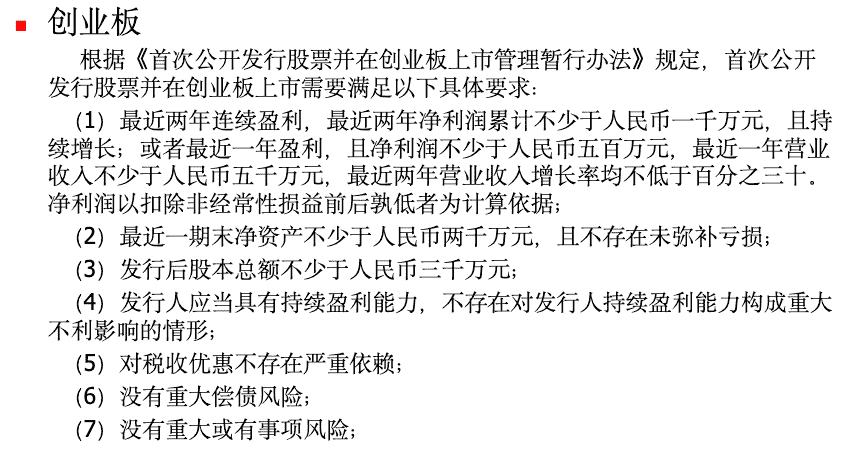 创业板
根据《首次公开发行股票并在创业板上市管理暂行办法》规定，首次公开
发行股票并在创业板上市需要满足以下具体要求：
（1）最近两年连续盈利，最近两年净利润累计不少于人民币一千万元，且持
续增长；或者最近一年盈利，且净利润不少于人民币五百万元，最近一年营业
收入不少于人民币五千万元，最近两年营业收入增长率均不低于百分之三十。
净利润以扣除非经常性损益前后孰低者为计算依据；
（2）最近一期末净资产不少于人民币两千万元，且不存在未弥补亏损；
（3）发行后股本总额不少于人民币三千万元；
（4）发行人应当具有持续盈利能力，不存在对发行人持续盈利能力构成重大
不利影响的情形；
（5）对税收优惠不存在严重依赖；
（6）没有重大偿债风险；
（7）没有重大或有事项风险；